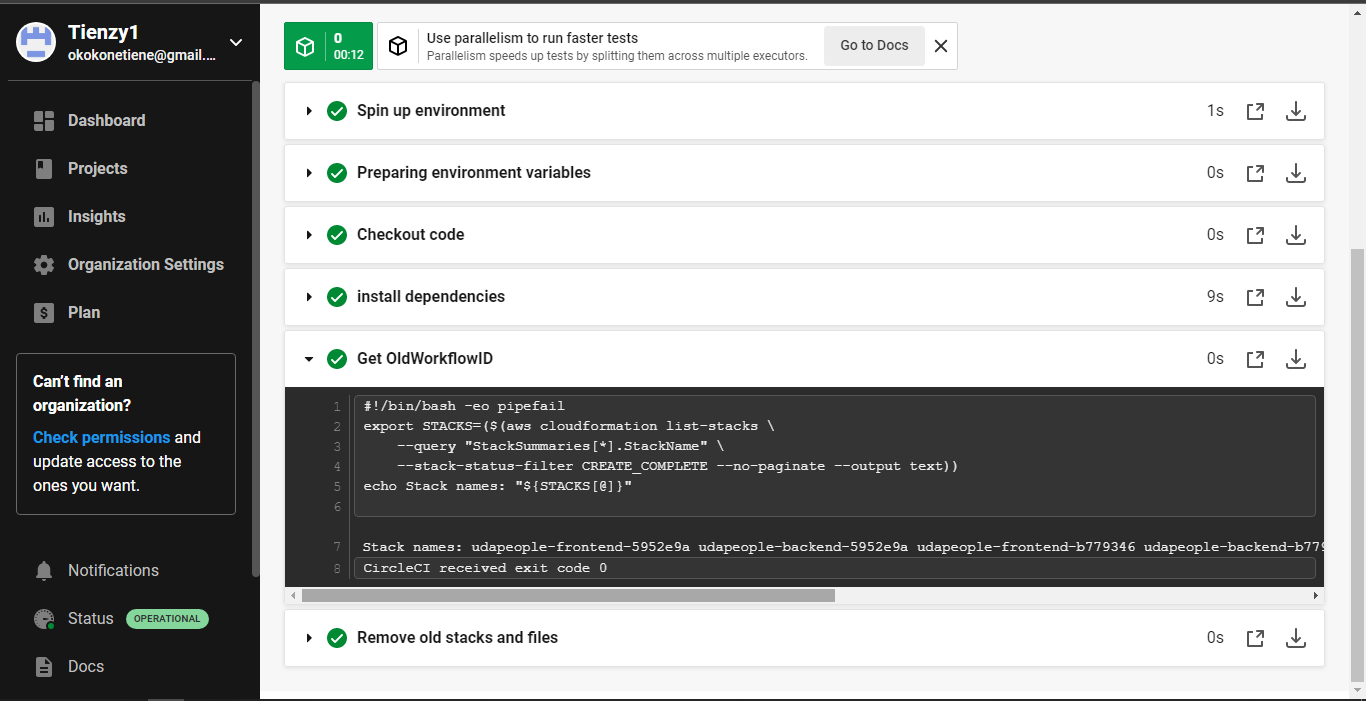 Tienzy1
okokonetiene@gmail....
Dashboard
Projects
Insights
Organization Settings
Plan
Can't find an
organization?
Check permissions and
update access to the
ones you want.
Notifications
Status OPERATIONAL
Docs
0
00:12
Use parallelism to run faster tests
Parallelism speeds up tests by splitting them across multiple executors.
Go to Docs
Spin up environment 1s
Preparing environment variables 0s
Checkout code 0s
install dependencies 9s
Get OldWorkflowID 0s
1 #!/bin/bash -eo pipefail
2 export STACKS=($(aws cloudformation list-stacks \
3 --query "StackSummaries[*].StackName" \
4 --stack-status-filter CREATE_COMPLETE --no-paginate --output text))
5 echo Stack names: "${STACKS[@]}"
6
7 Stack names: udapeople-frontend-5952e9a udapeople-backend-5952e9a udapeople-frontend-b779346 udapeople-backend-b779
8 CircleCI received exit code 0
Remove old stacks and files 0s